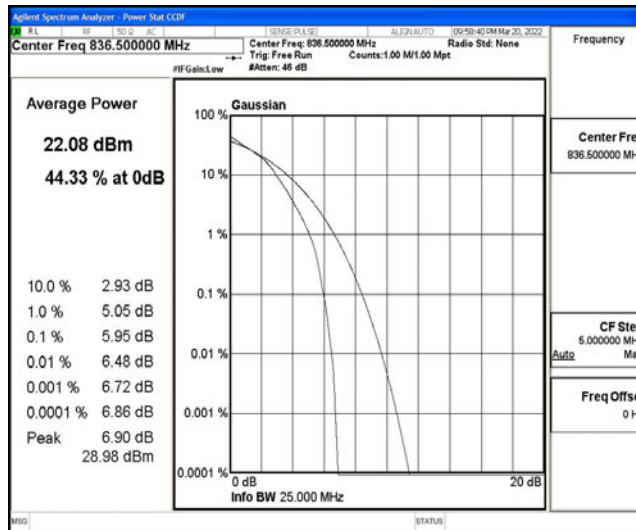 Agilent Spectrum Analyzer - Power Stat CCDF
RL RF 50 Ω AC SENSE:PULSE ALIGN AUTO 09:58:40 PM Mar 20, 2022
Center Freq 836.500000 MHz
Center Freq: 836.500000 MHz Radio Std: None
Trig: Free Run Counts:1.00 M/1.00 Mpt
#IFGain:Low #Atten: 46 dB
Frequency
Average Power
22.08 dBm
44.33 % at 0dB
10.0 % 2.93 dB
1.0 % 5.05 dB
0.1 % 5.95 dB
0.01 % 6.48 dB
0.001 % 6.72 dB
0.0001 % 6.86 dB
Peak 6.90 dB
28.98 dBm
Gaussian
100 %
10 %
1 %
0.1 %
0.01 %
0.001 %
0.0001 %
0 dB 20 dB
Info BW 25.000 MHz
Center Fre
836.500000 MH
CF Ste
5.000000 MH
Auto Ma
Freq Offs
0 H
MSG STATUS